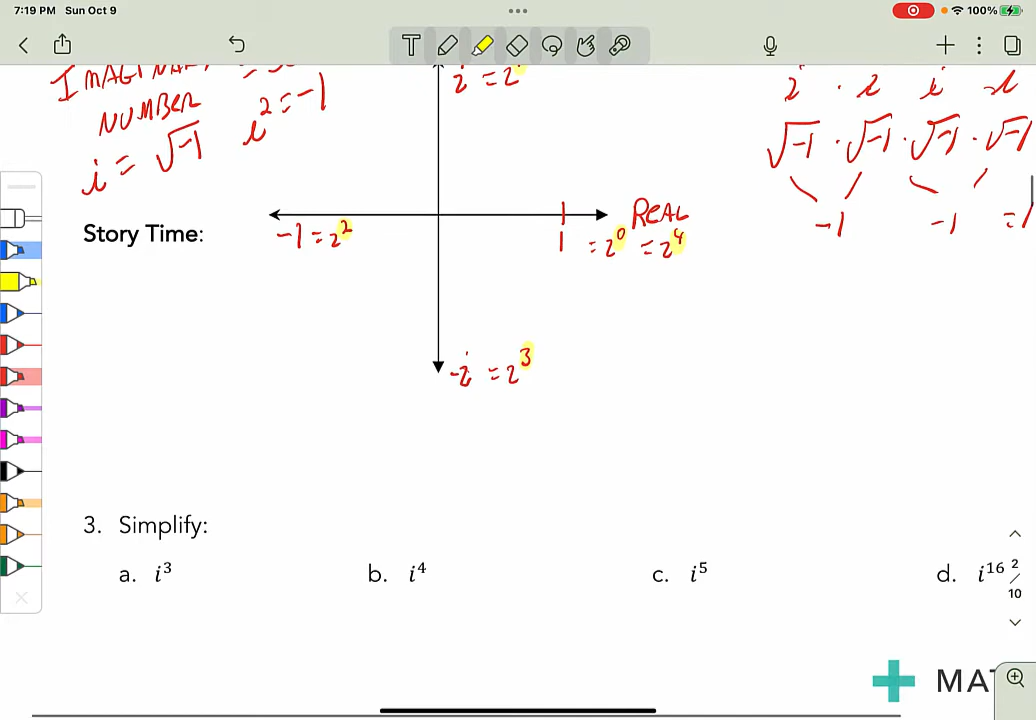 7:19 PM Sun Oct 9
100%
T
NUMBER
i = √-1
i² = -1
i
i · i i i
√-1 · √-1 · √-1 · √-1
-1 -1 = 1
REAL
1 = i⁰ = i⁴
-1 = i²
Story Time:
-i = i³
3. Simplify:
a. i³ b. i⁴ c. i⁵ d. i¹⁶
2/10